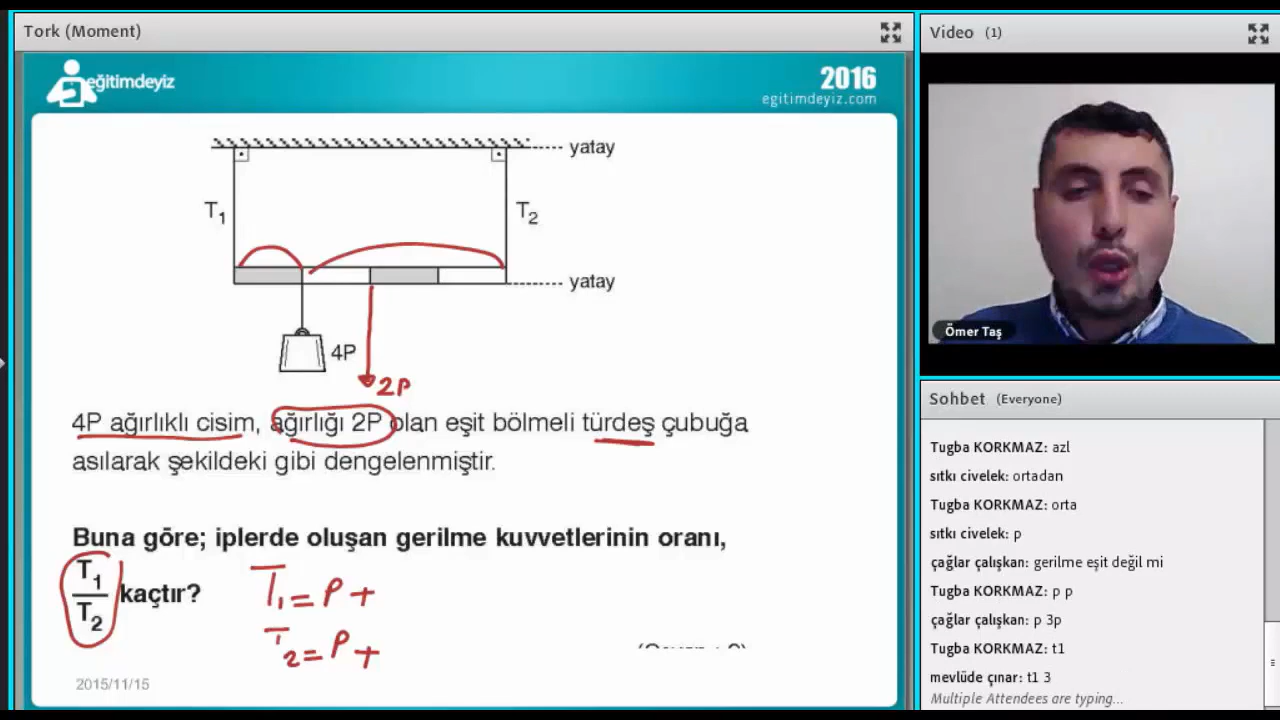 Tork (Moment)
eğitimdeyiz
2016
egitimdeyiz.com
yatay
T1
T2
yatay
4P
2P
4P ağırlıklı cisim, ağırlığı 2P olan eşit bölmeli türdeş çubuğa
asılarak şekildeki gibi dengelenmiştir.
Buna göre; iplerde oluşan gerilme kuvvetlerinin oranı,
T1
T2
kaçtır?
T1 = P +
T2 = P +
2015/11/15
Video (1)
Ömer Taş
Sohbet (Everyone)
Tugba KORKMAZ: azl
sıtkı civelek: ortadan
Tugba KORKMAZ: orta
sıtkı civelek: p
çağlar çalışkan: gerilme eşit değil mi
Tugba KORKMAZ: p p
çağlar çalışkan: p 3p
Tugba KORKMAZ: t1
mevlüde çınar: t1 3
Multiple Attendees are typing...